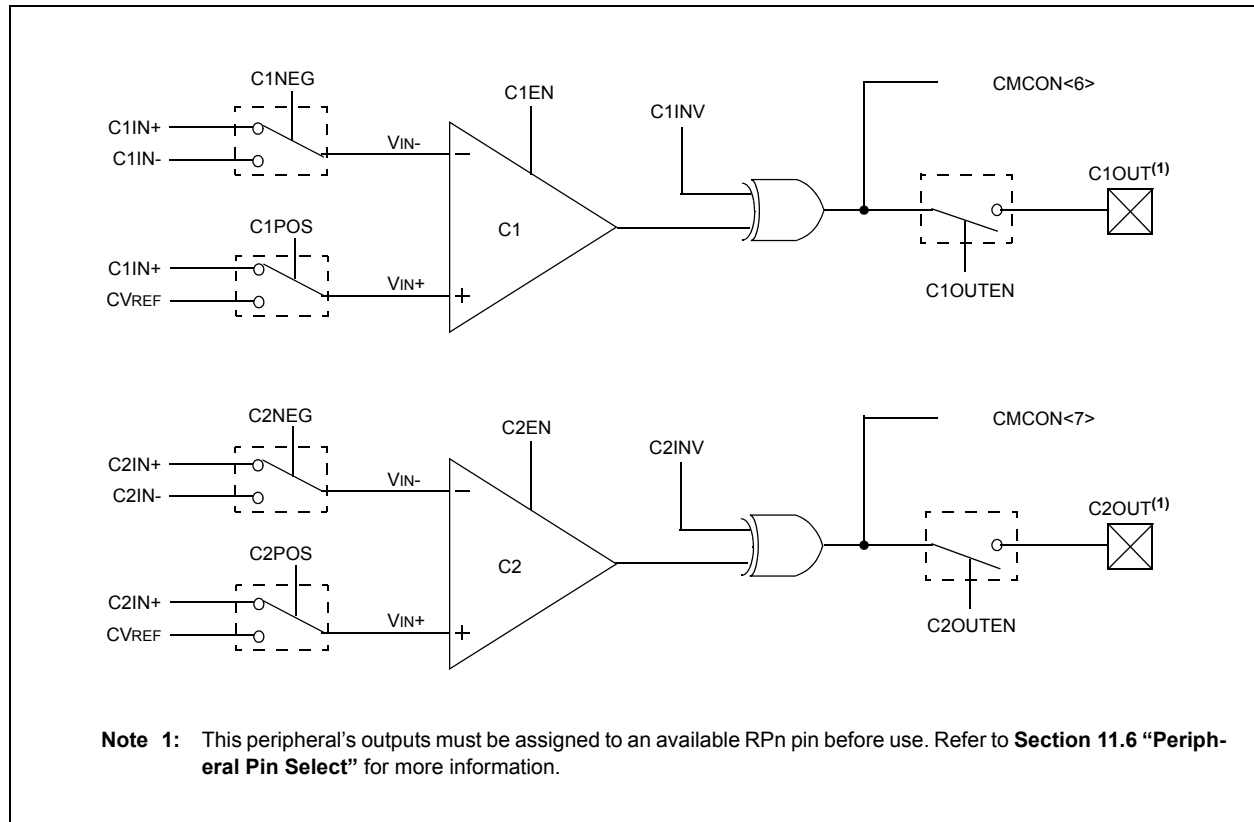 C1NEG
C1EN
C1INV
CMCON<6>
C1IN+
C1IN-
VIN-
–
C1OUT(1)
C1
C1POS
C1IN+
CVREF
VIN+
+
C1OUTEN
C2NEG
C2EN
C2INV
CMCON<7>
C2IN+
C2IN-
VIN-
–
C2OUT(1)
C2
C2POS
C2IN+
CVREF
VIN+
+
C2OUTEN
Note 1: This peripheral’s outputs must be assigned to an available RPn pin before use. Refer to Section 11.6 “Periph-
eral Pin Select” for more information.